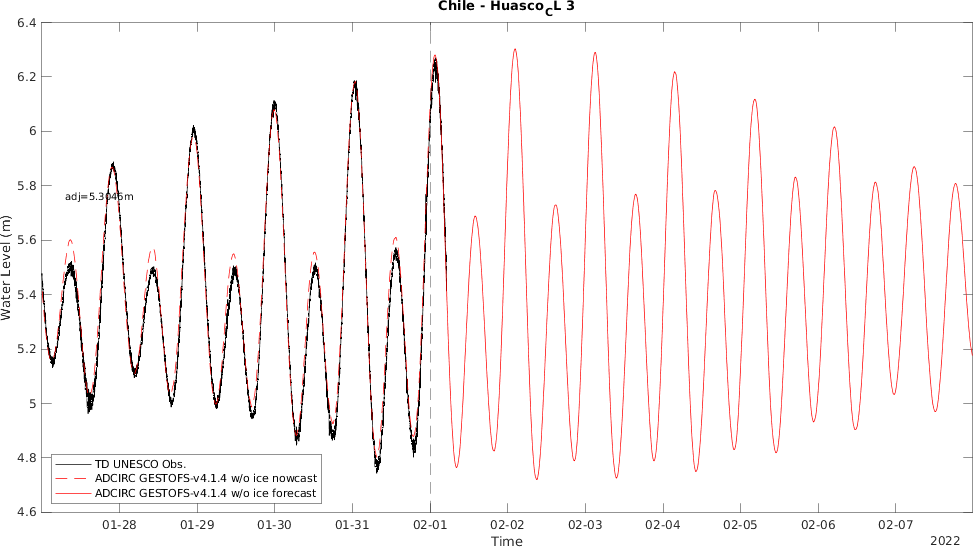 Chile - Huasco_CL 3
6.4
6.2
6
5.8
5.6
5.4
5.2
5
4.8
4.6
Water Level (m)
adj=5.3045m
TD UNESCO Obs.
ADCIRC GESTOFS-v4.1.4 w/o ice nowcast
ADCIRC GESTOFS-v4.1.4 w/o ice forecast
01-28 01-29 01-30 01-31 02-01 02-02 02-03 02-04 02-05 02-06 02-07
Time
2022